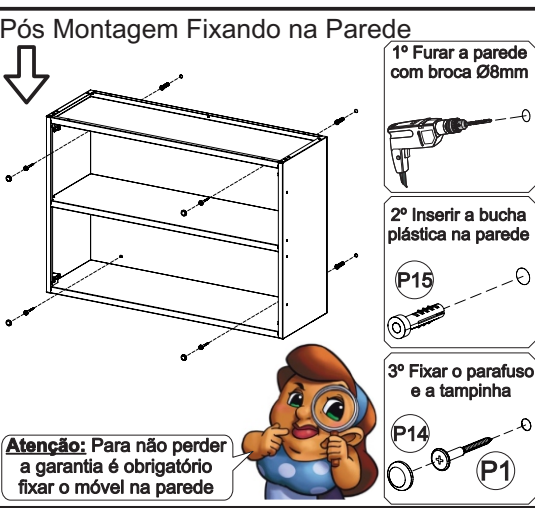 Pós Montagem Fixando na Parede
1º Furar a parede
com broca Ø8mm
2º Inserir a bucha
plástica na parede
P15
3º Fixar o parafuso
e a tampinha
P14
P1
Atenção: Para não perder
a garantia é obrigatório
fixar o móvel na parede